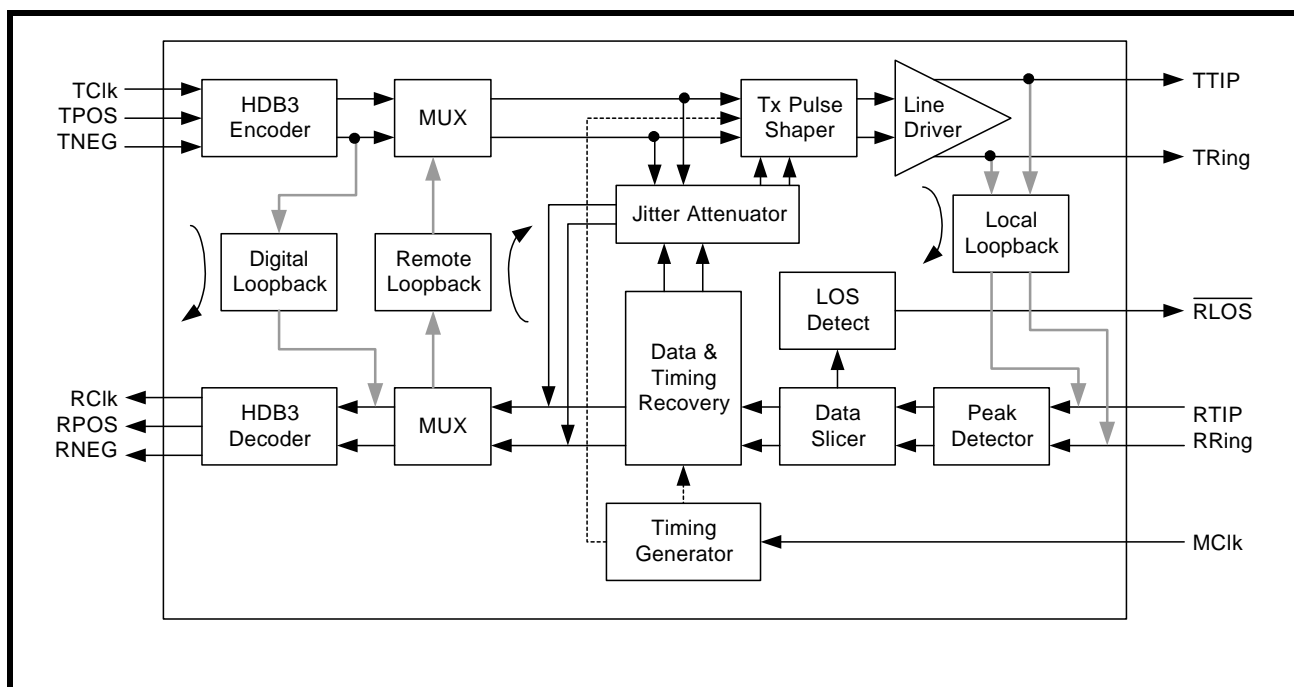 TClk
TPOS
TNEG
HDB3
Encoder
MUX
Tx Pulse
Shaper
Line
Driver
TTIP
TRing
Jitter Attenuator
Digital
Loopback
Remote
Loopback
Local
Loopback
LOS
Detect
RLOS
Data &
Timing
Recovery
RClk
RPOS
RNEG
HDB3
Decoder
MUX
Data
Slicer
Peak
Detector
RTIP
RRing
Timing
Generator
MClk